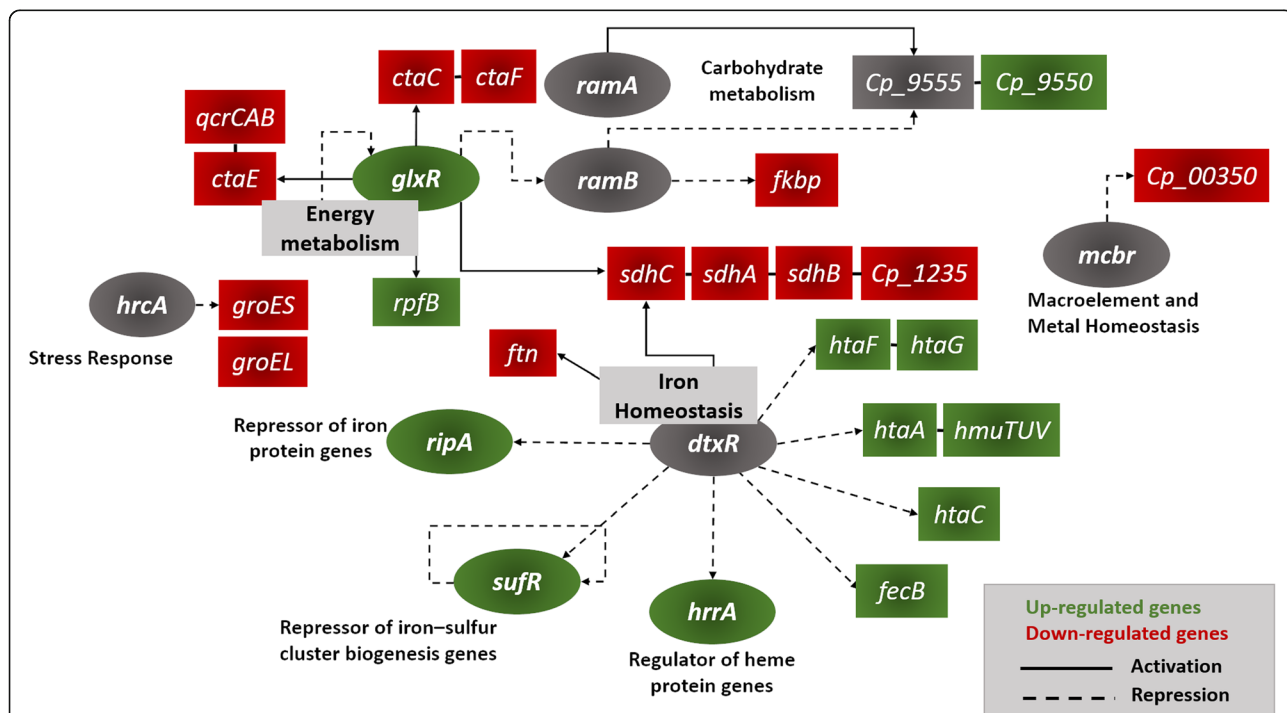 ctaC
ctaF
ramA
Carbohydrate
metabolism
Cp_9555
Cp_9550
qcrCAB
ctaE
glxR
ramB
fkbp
Cp_00350
Energy
metabolism
sdhC
sdhA
sdhB
Cp_1235
mcbr
Macroelement and
Metal Homeostasis
hrcA
groES
rpfB
Stress Response
groEL
ftn
htaF
htaG
Iron
Homeostasis
Repressor of iron
protein genes
ripA
dtxR
htaA
hmuTUV
htaC
sufR
fecB
hrrA
Repressor of iron–sulfur
cluster biogenesis genes
Regulator of heme
protein genes
Up-regulated genes
Down-regulated genes
Activation
Repression